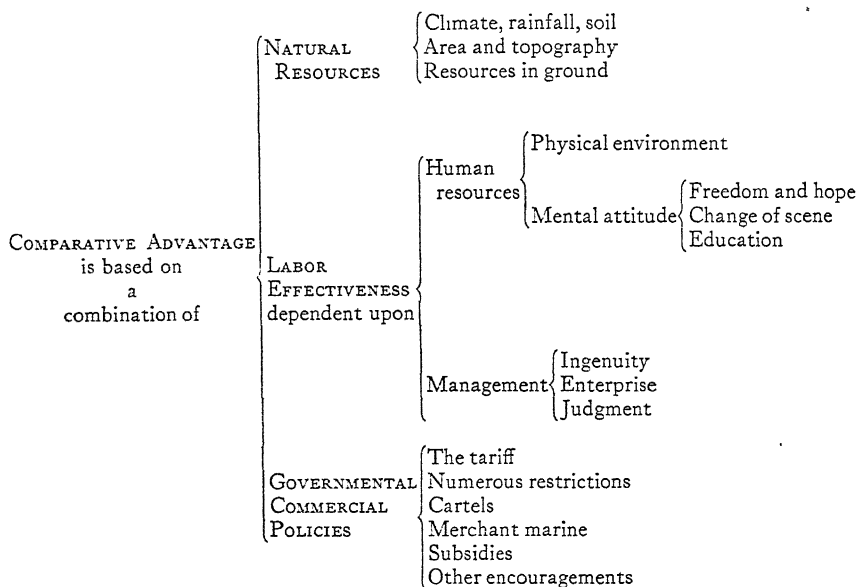 COMPARATIVE ADVANTAGE
is based on
a
combination of
NATURAL
RESOURCES
Climate, rainfall, soil
Area and topography
Resources in ground
LABOR
EFFECTIVENESS
dependent upon
Human
resources
Physical environment
Mental attitude
Freedom and hope
Change of scene
Education
Management
Ingenuity
Enterprise
Judgment
GOVERNMENTAL
COMMERCIAL
POLICIES
The tariff
Numerous restrictions
Cartels
Merchant marine
Subsidies
Other encouragements